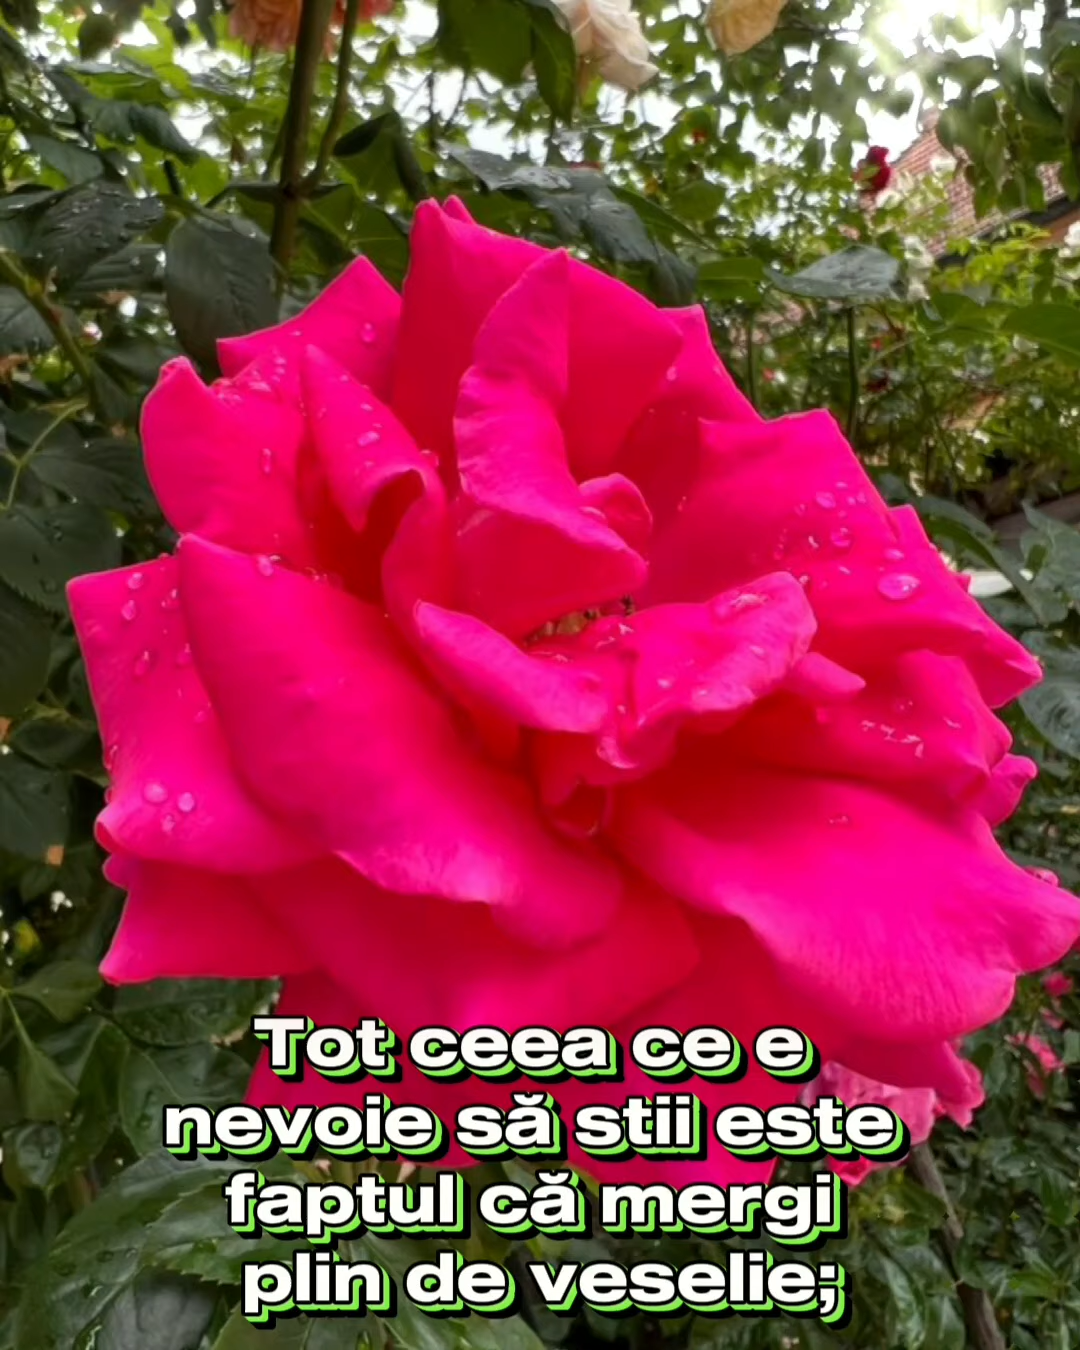 Tot ceea ce e
nevoie să stii este
faptul că mergi
plin de veselie;